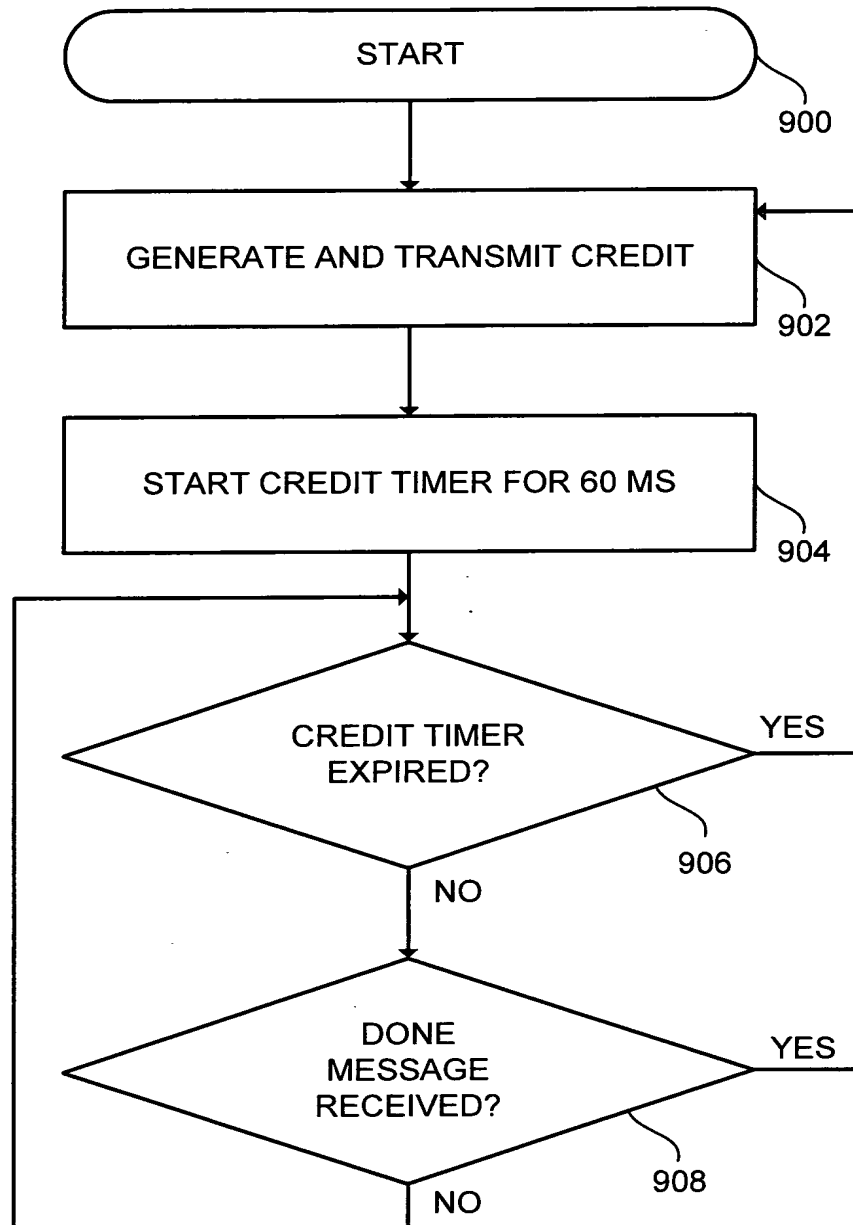 START
900
GENERATE AND TRANSMIT CREDIT
902
START CREDIT TIMER FOR 60 MS
904
CREDIT TIMER
EXPIRED?
YES
906
NO
DONE
MESSAGE
RECEIVED?
YES
908
NO